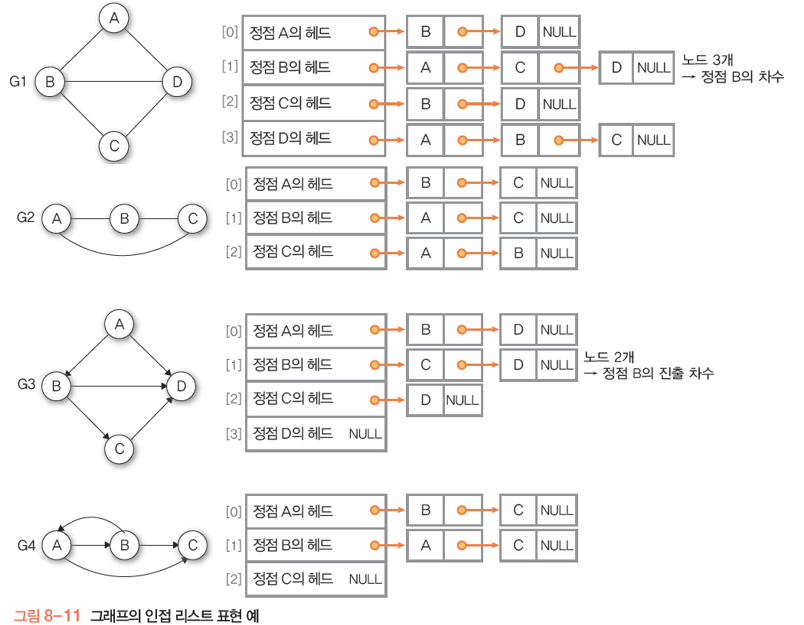 G1
A
B
D
C
[0] 정점 A의 헤드 B D NULL
[1] 정점 B의 헤드 A C D NULL
노드 3개
→ 정점 B의 차수
[2] 정점 C의 헤드 B D NULL
[3] 정점 D의 헤드 A B C NULL
G2 A B C
[0] 정점 A의 헤드 B C NULL
[1] 정점 B의 헤드 A C NULL
[2] 정점 C의 헤드 A B NULL
G3
A
B
D
C
[0] 정점 A의 헤드 B D NULL
[1] 정점 B의 헤드 C D NULL
노드 2개
→ 정점 B의 진출 차수
[2] 정점 C의 헤드 D NULL
[3] 정점 D의 헤드 NULL
G4 A B C
[0] 정점 A의 헤드 B C NULL
[1] 정점 B의 헤드 A C NULL
[2] 정점 C의 헤드 NULL
그림 8-11 그래프의 인접 리스트 표현 예